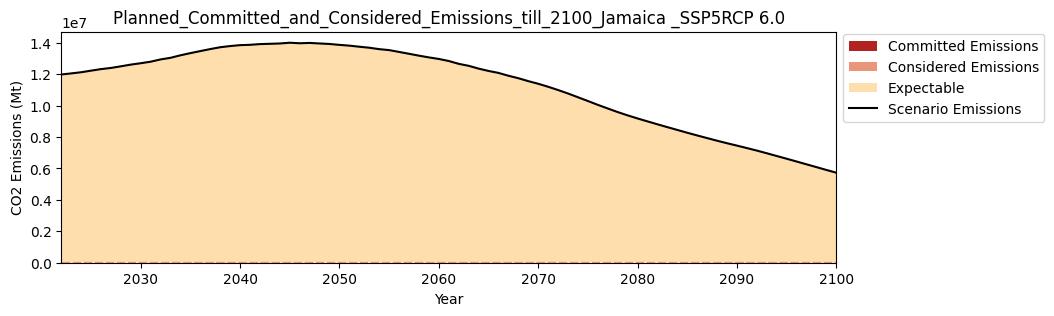 Planned_Committed_and_Considered_Emissions_till_2100_Jamaica _SSP5RCP 6.0
1e7
1.4
1.2
1.0
0.8
0.6
0.4
0.2
0.0
CO2 Emissions (Mt)
2030 2040 2050 2060 2070 2080 2090 2100
Year
Committed Emissions
Considered Emissions
Expectable
Scenario Emissions